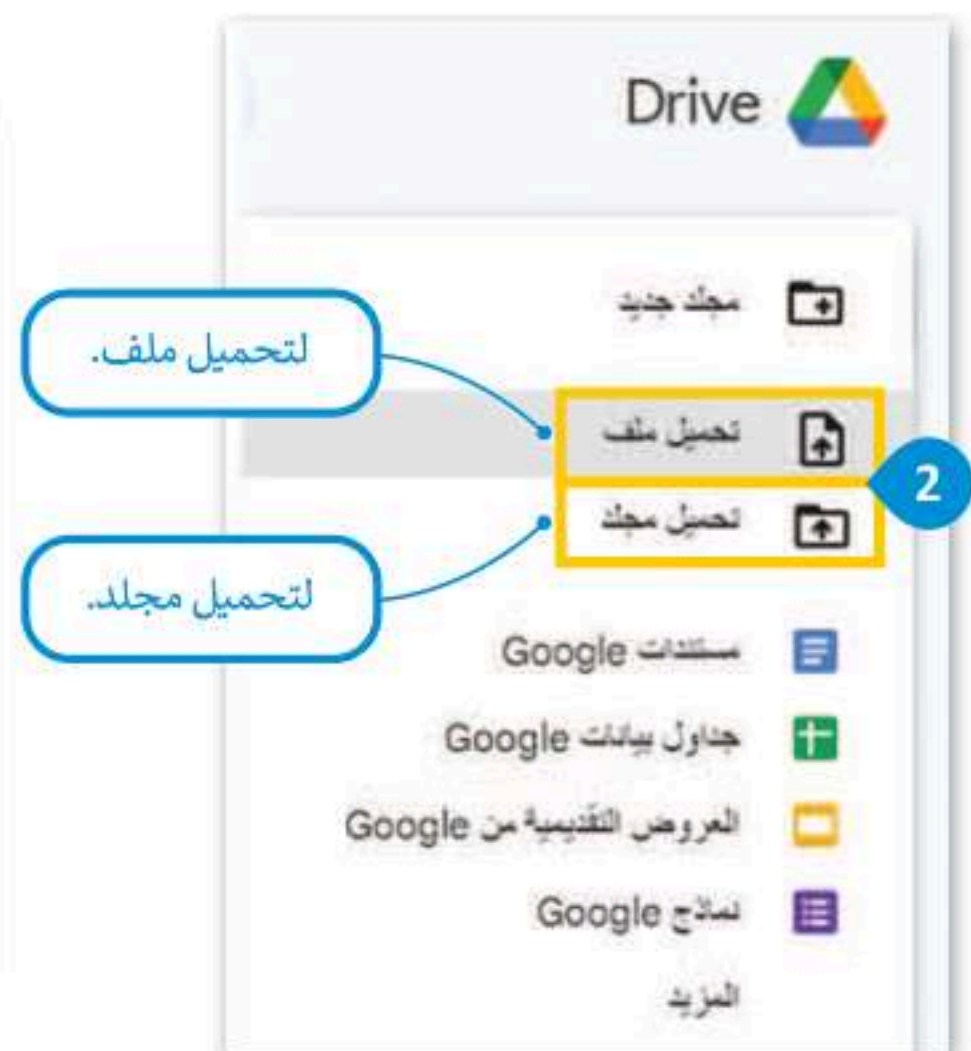 Drive
مجلد جديد
لتحميل ملف.
تحميل ملف
2
تحميل مجلد
لتحميل مجلد.
مستندات Google
جداول بيانات Google
العروض التقديمية من Google
نماذج Google
المزيد